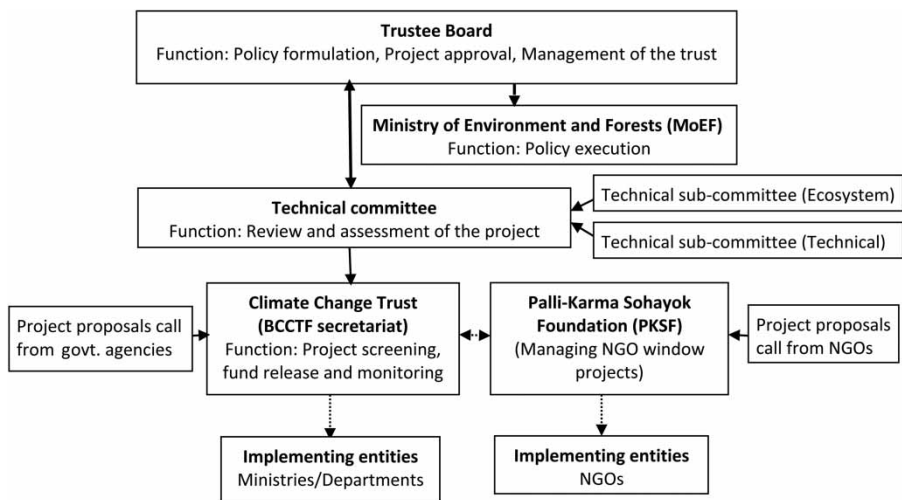 Trustee Board
Function: Policy formulation, Project approval, Management of the trust
Ministry of Environment and Forests (MoEF)
Function: Policy execution
Technical committee
Function: Review and assessment of the project
Technical sub-committee (Ecosystem)
Technical sub-committee (Technical)
Project proposals call
from govt. agencies
Climate Change Trust
(BCCTF secretariat)
Function: Project screening,
fund release and monitoring
Palli-Karma Sohayok
Foundation (PKSF)
(Managing NGO window
projects)
Project proposals
call from NGOs
Implementing entities
Ministries/Departments
Implementing entities
NGOs